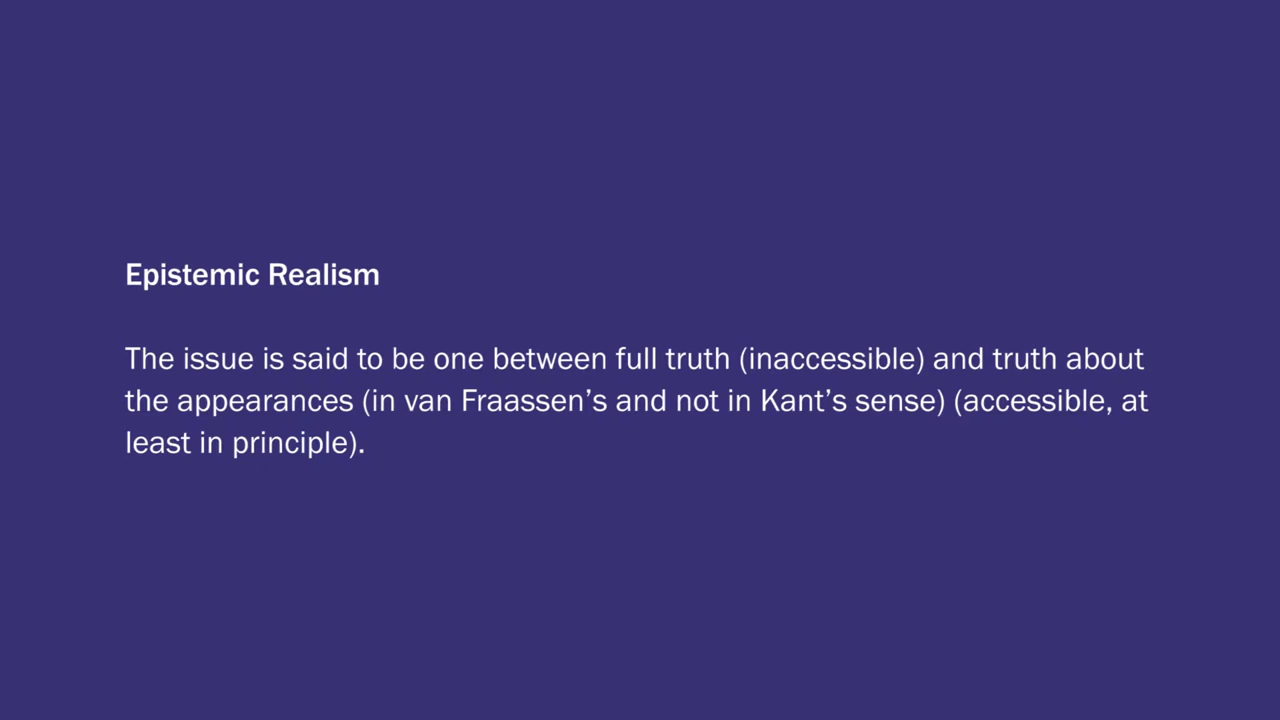 Epistemic Realism
The issue is said to be one between full truth (inaccessible) and truth about
the appearances (in van Fraassen’s and not in Kant’s sense) (accessible, at
least in principle).